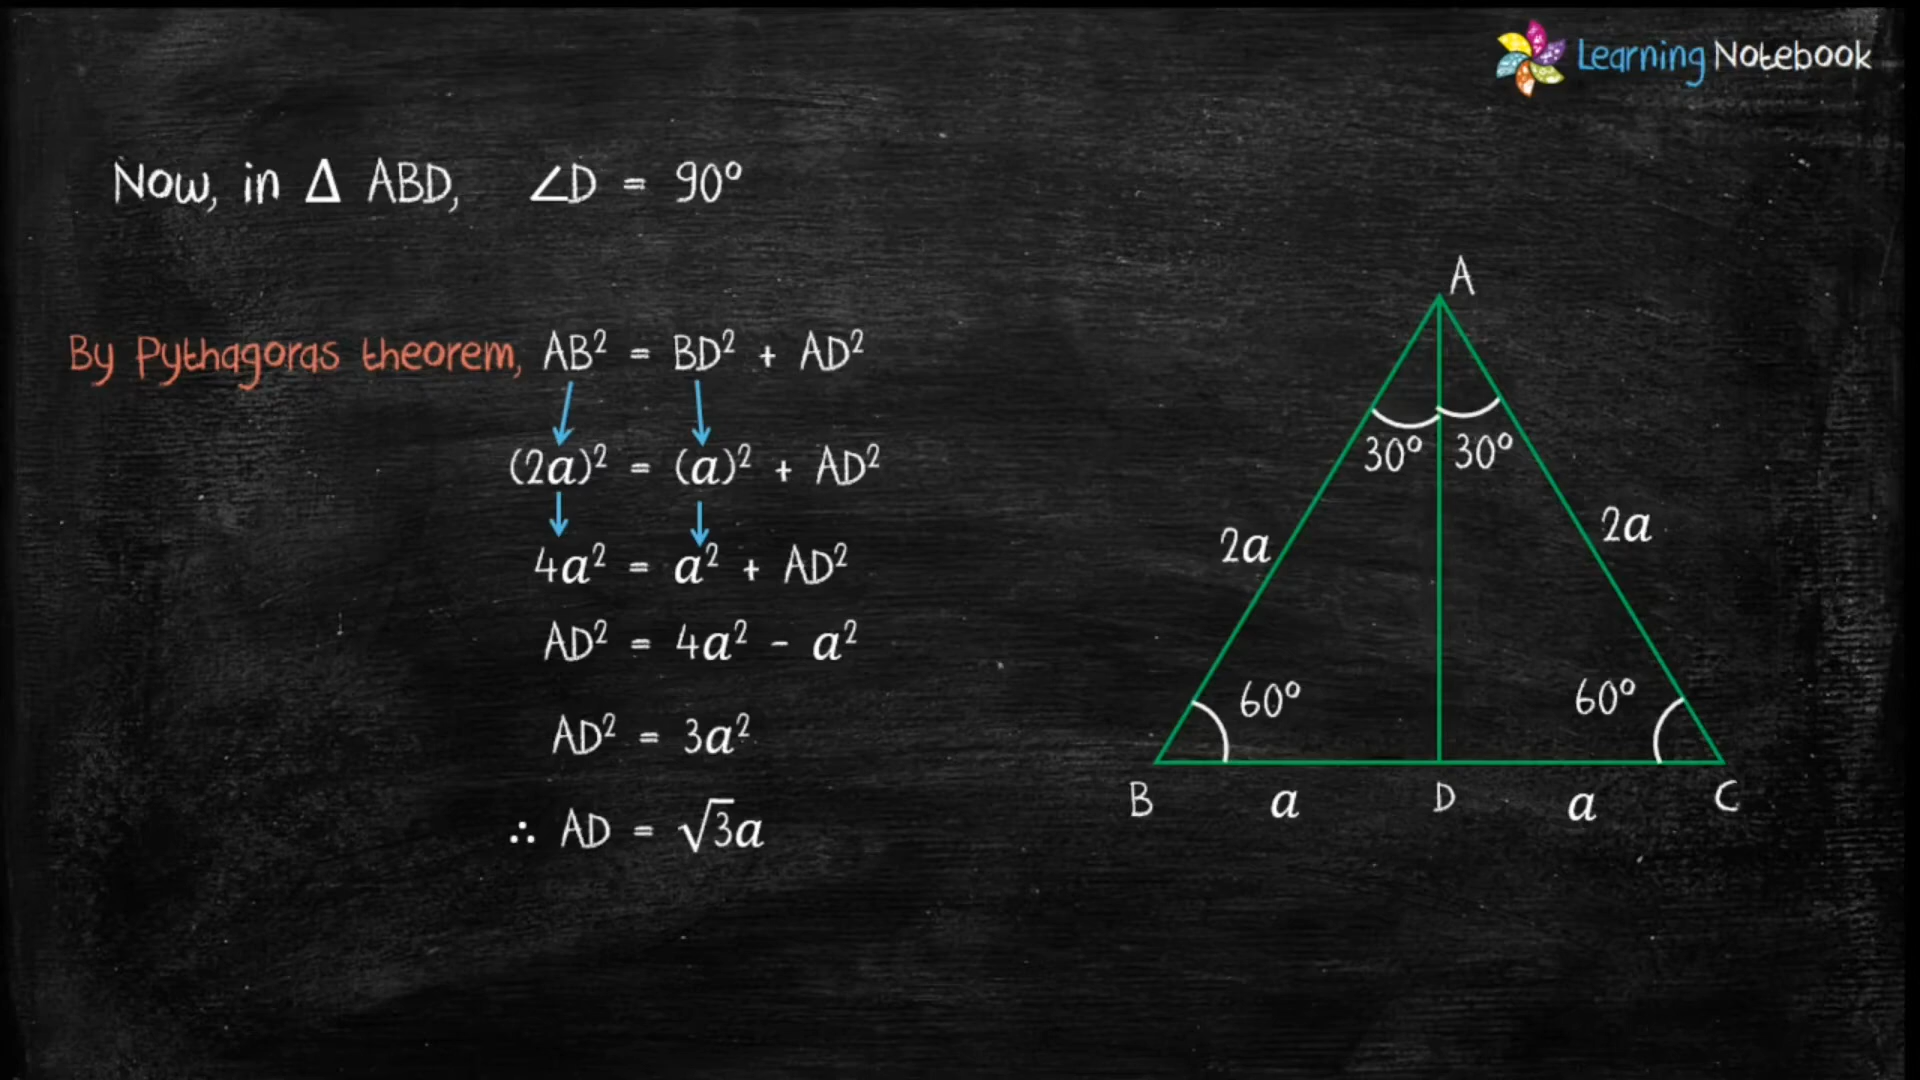 Learning Notebook
Now, in Δ ABD, ∠D = 90°
By Pythagoras theorem, AB² = BD² + AD²
(2a)² = (a)² + AD²
4a² = a² + AD²
AD² = 4a² - a²
AD² = 3a²
∴ AD = √3a
A
30° 30°
2a 2a
60° 60°
B a D a C